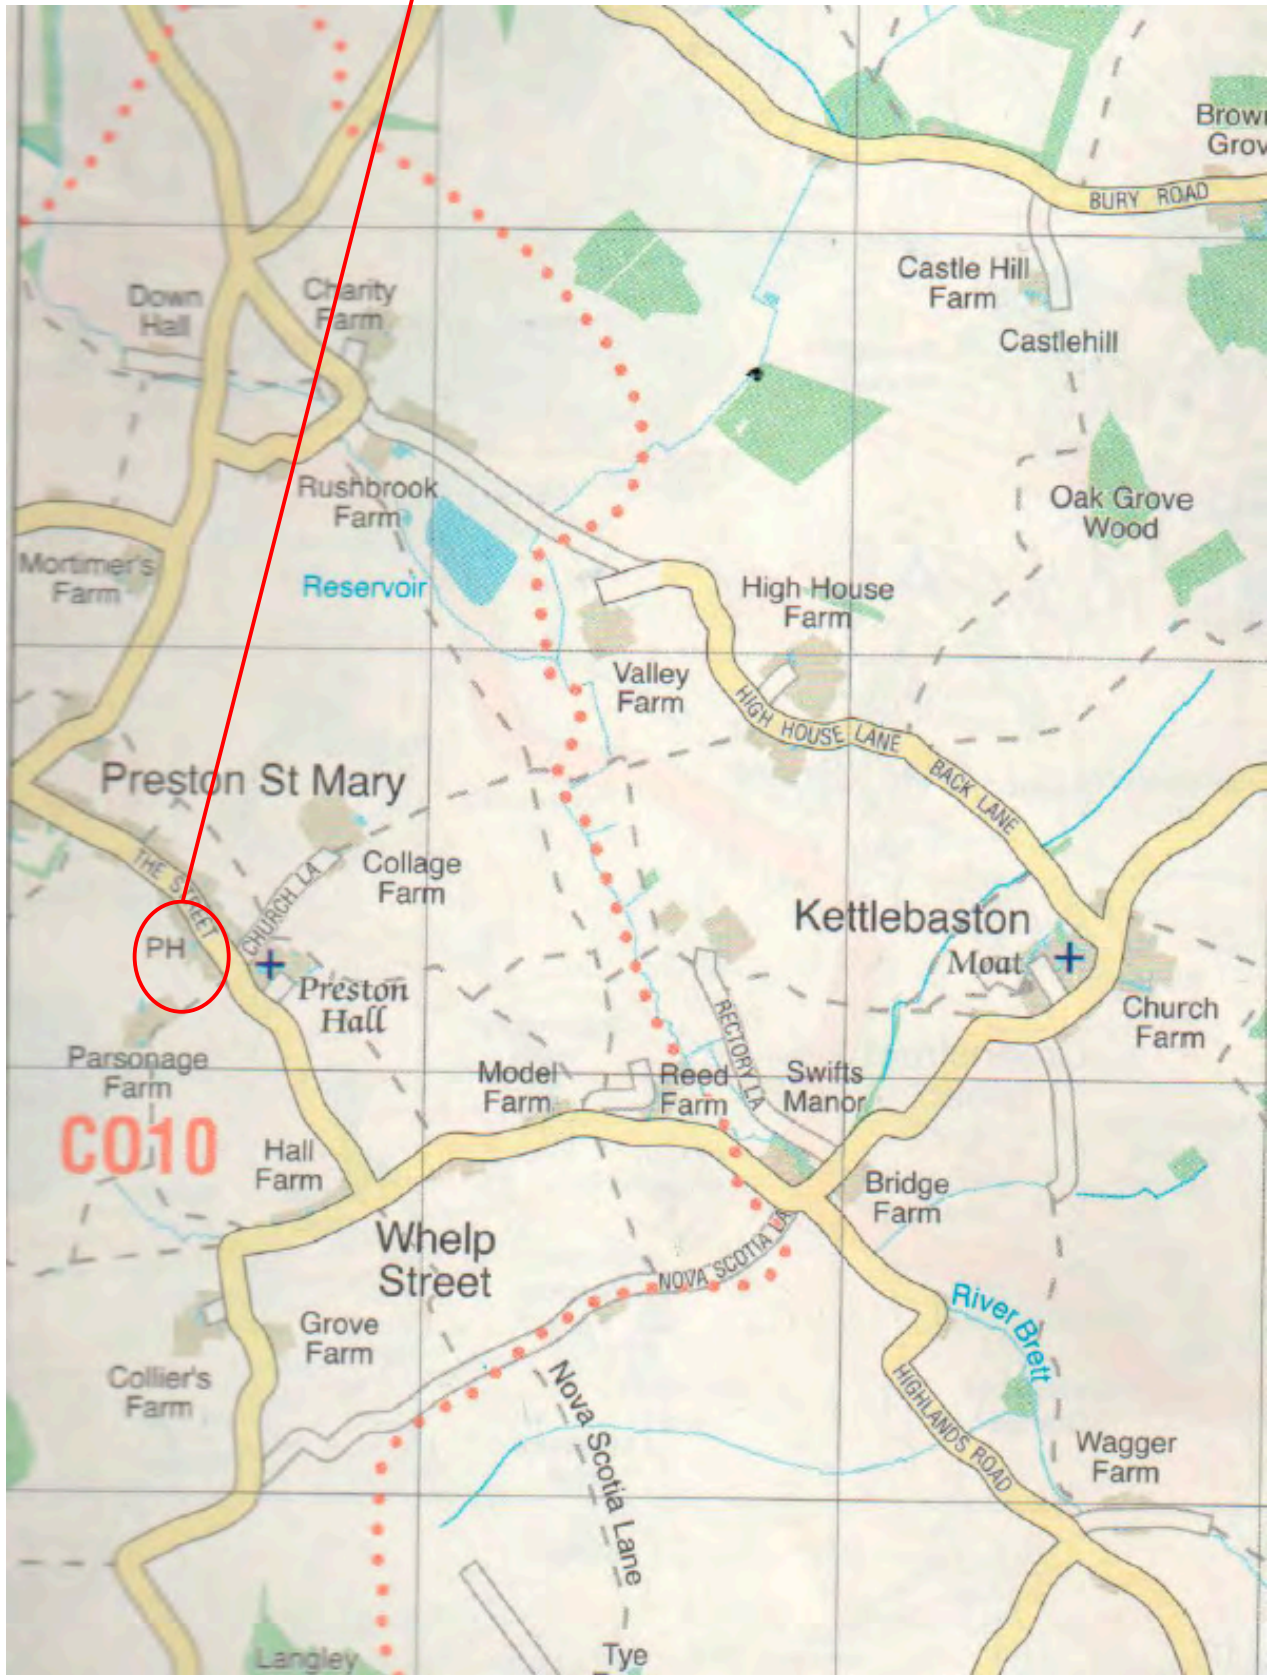 Brown
Grov
BURY ROAD
Castle Hill
Farm
Castlehill
Down
Hall
Charity
Farm
Oak Grove
Wood
Rushbrook
Farm
Mortimer's
Farm
Reservoir
High House
Farm
Valley
Farm
HIGH HOUSE LANE
BACK LANE
Preston St Mary
THE STREET
CHURCH LA
Collage
Farm
Kettlebaston
Moat
PH
Preston
Hall
Church
Farm
RECTORY LA
Parsonage
Farm
Model
Farm
Reed
Farm
Swifts
Manor
CO10
Hall
Farm
Bridge
Farm
Whelp
Street
NOVA SCOTIA LA
River Brett
Grove
Farm
Collier's
Farm
Nova Scotia Lane
HIGHLANDS ROAD
Wagger
Farm
Langley
Tye